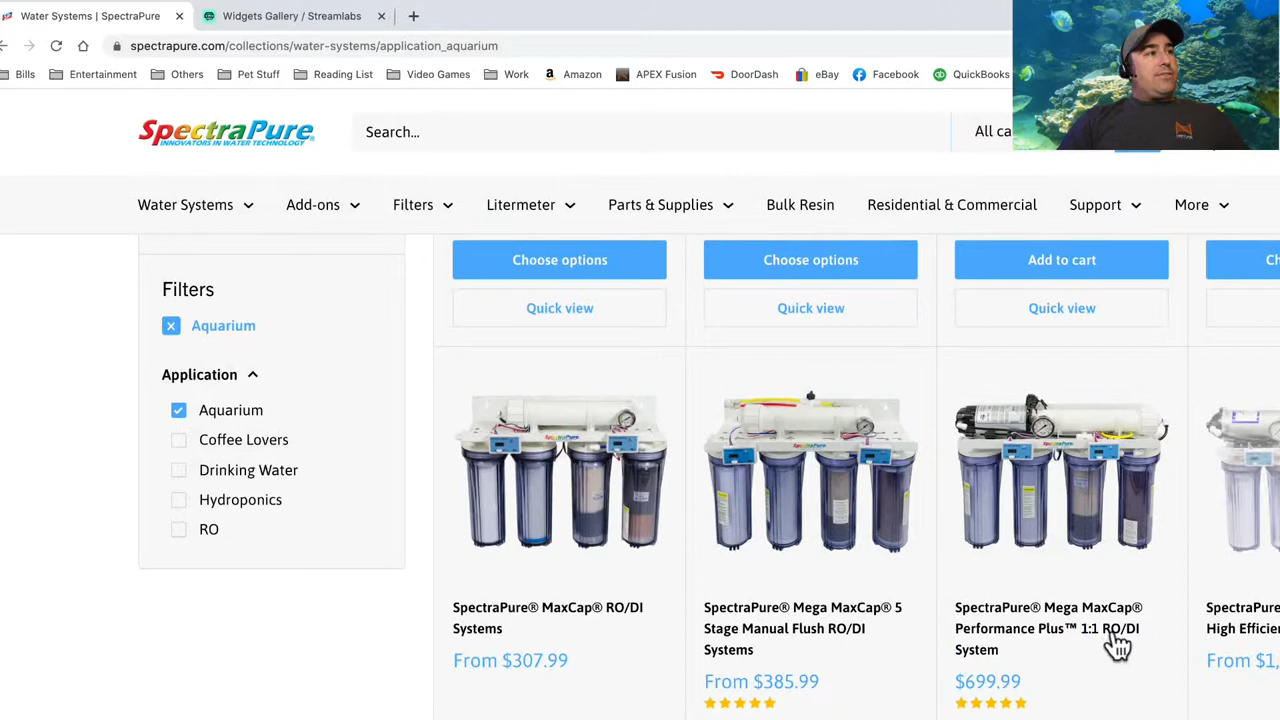 Water Systems | SpectraPure
Widgets Gallery / Streamlabs
spectrapure.com/collections/water-systems/application_aquarium
Bills
Entertainment
Others
Pet Stuff
Reading List
Video Games
Work
Amazon
APEX Fusion
DoorDash
eBay
Facebook
QuickBooks
SpectraPure®
INNOVATORS IN WATER TECHNOLOGY
Search...
All ca
Water Systems
Add-ons
Filters
Litermeter
Parts & Supplies
Bulk Resin
Residential & Commercial
Support
More
Choose options
Choose options
Add to cart
Ch
Quick view
Quick view
Quick view
Filters
Aquarium
Application
Aquarium
Coffee Lovers
Drinking Water
Hydroponics
RO
SpectraPure® MaxCap® RO/DI
Systems
From $307.99
SpectraPure® Mega MaxCap® 5
Stage Manual Flush RO/DI
Systems
From $385.99
SpectraPure® Mega MaxCap®
Performance Plus™ 1:1 RO/DI
System
$699.99
SpectraPure
High Efficien
From $1,